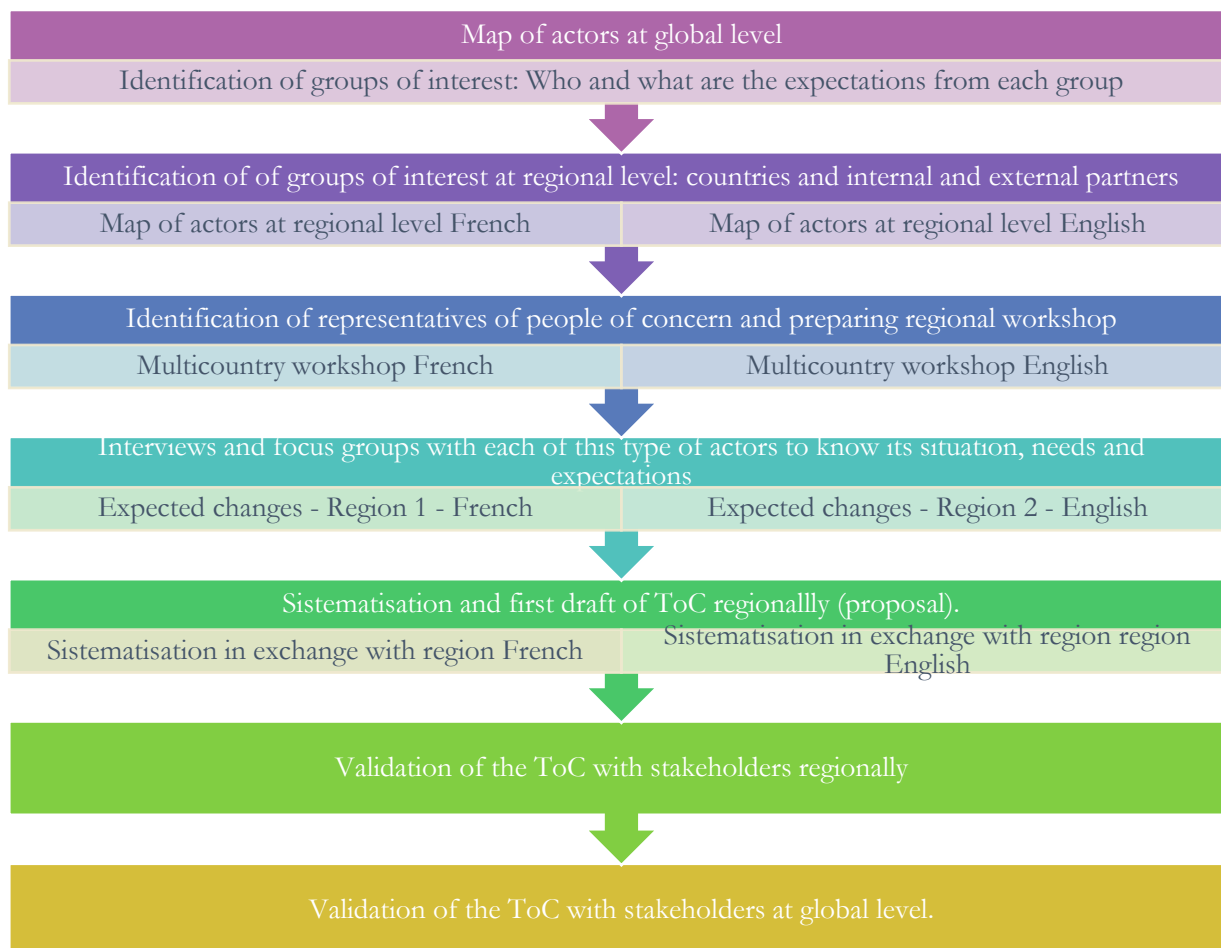 Map of actors at global level
Identification of groups of interest: Who and what are the expectations from each group
Identification of of groups of interest at regional level: countries and internal and external partners
Map of actors at regional level French
Map of actors at regional level English
Identification of representatives of people of concern and preparing regional workshop
Multicountry workshop French
Multicountry workshop English
Interviews and focus groups with each of this type of actors to know its situation, needs and
expectations
Expected changes - Region 1 - French
Expected changes - Region 2 - English
Sistematisation and first draft of ToC regionallly (proposal).
Sistematisation in exchange with region French
Sistematisation in exchange with region region
English
Validation of the ToC with stakeholders regionally
Validation of the ToC with stakeholders at global level.